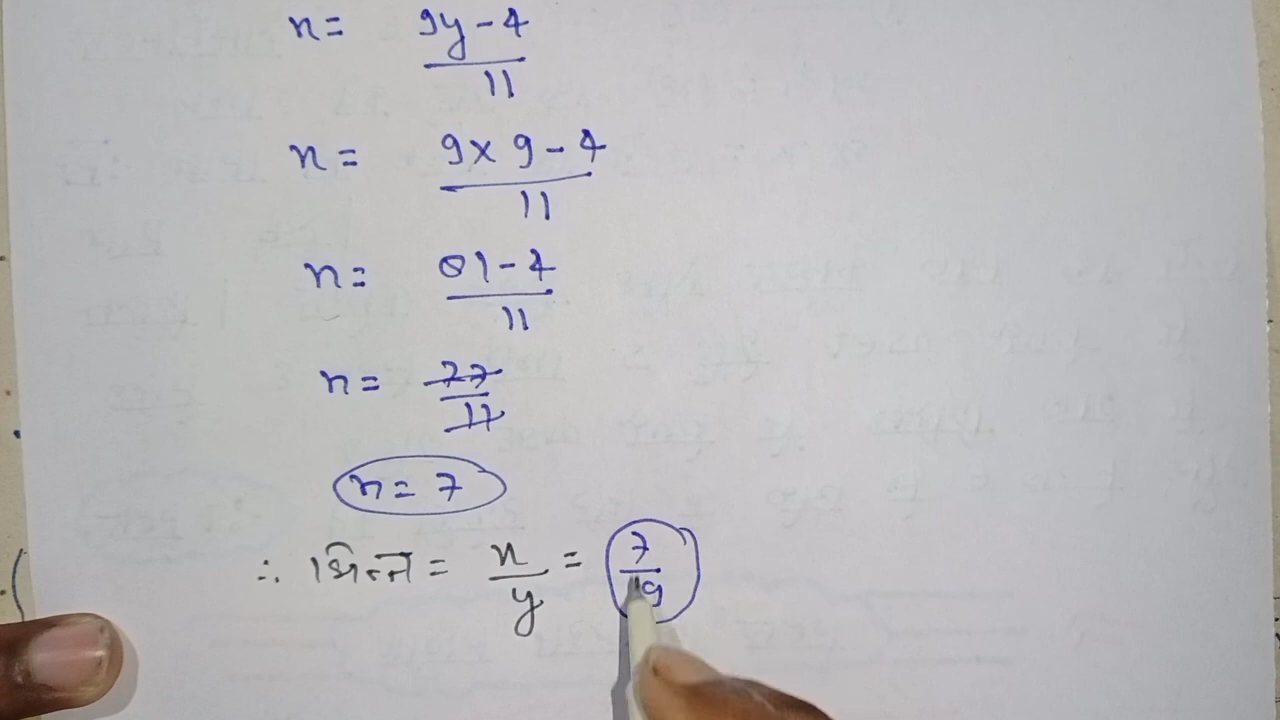 x = 9y - 4 / 11
x = 9 x 9 - 4 / 11
x = 81 - 4 / 11
x = 77 / 11
x = 7
∴ भिन्न = x / y = 7 / 9